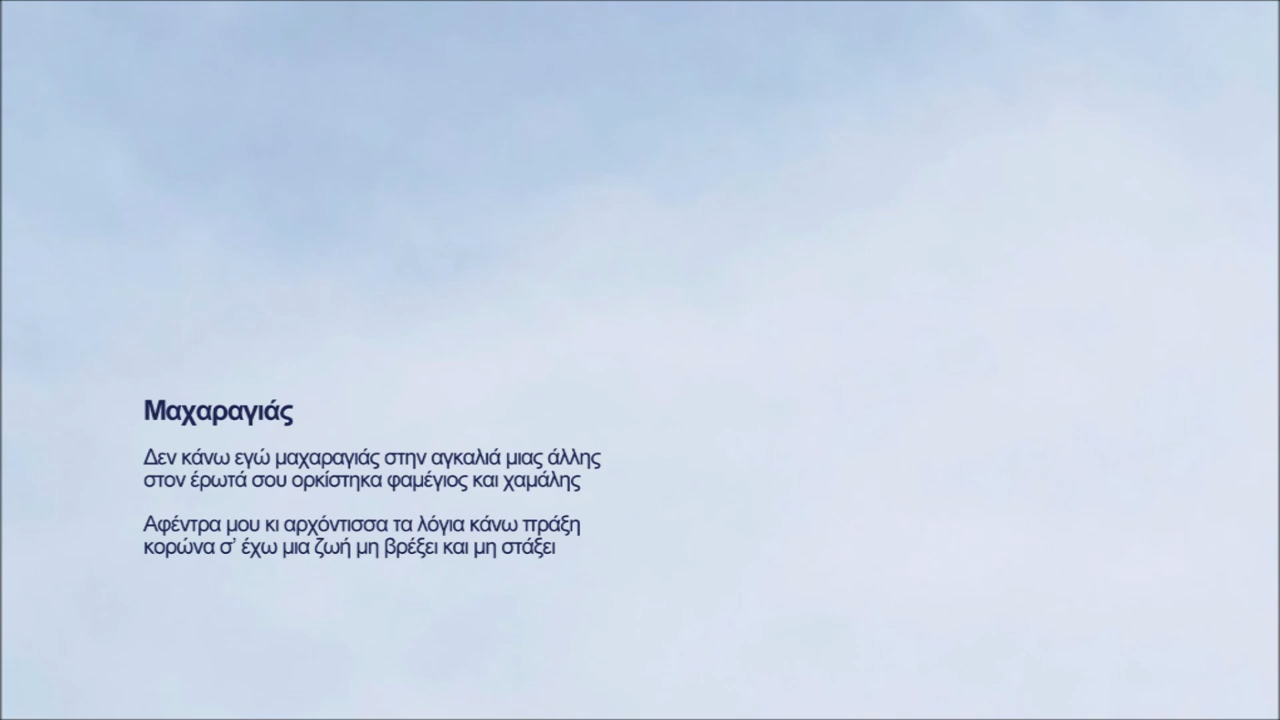 Μαχαραγιάς
Δεν κάνω εγώ μαχαραγιάς στην αγκαλιά μιας άλλης
στον έρωτά σου ορκίστηκα φαμέγιος και χαμάλης
Αφέντρα μου κι αρχόντισσα τα λόγια κάνω πράξη
κορώνα σ’ έχω μια ζωή μη βρέξει και μη στάξει